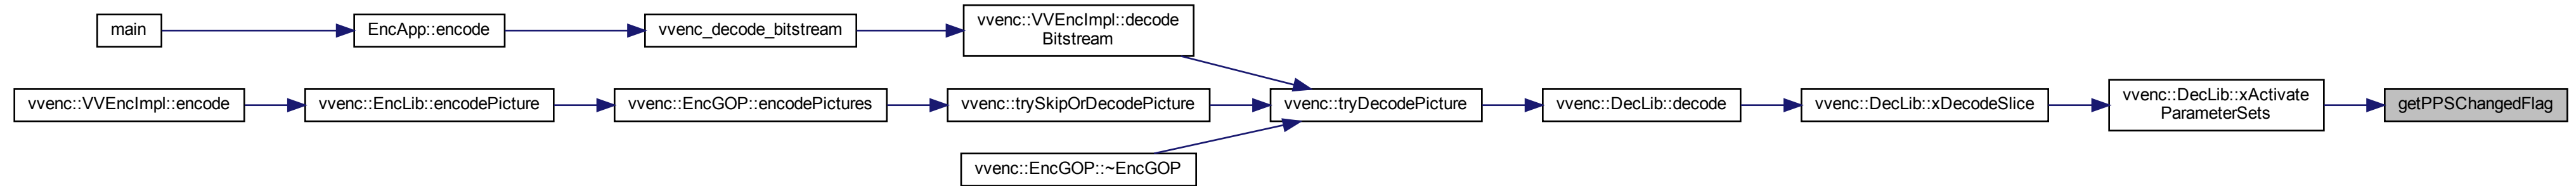 main
EncApp::encode
vvenc_decode_bitstream
vvenc::VVEncImpl::decode
Bitstream
vvenc::VVEncImpl::encode
vvenc::EncLib::encodePicture
vvenc::EncGOP::encodePictures
vvenc::trySkipOrDecodePicture
vvenc::tryDecodePicture
vvenc::DecLib::decode
vvenc::DecLib::xDecodeSlice
vvenc::DecLib::xActivate
ParameterSets
getPPSChangedFlag
vvenc::EncGOP::~EncGOP